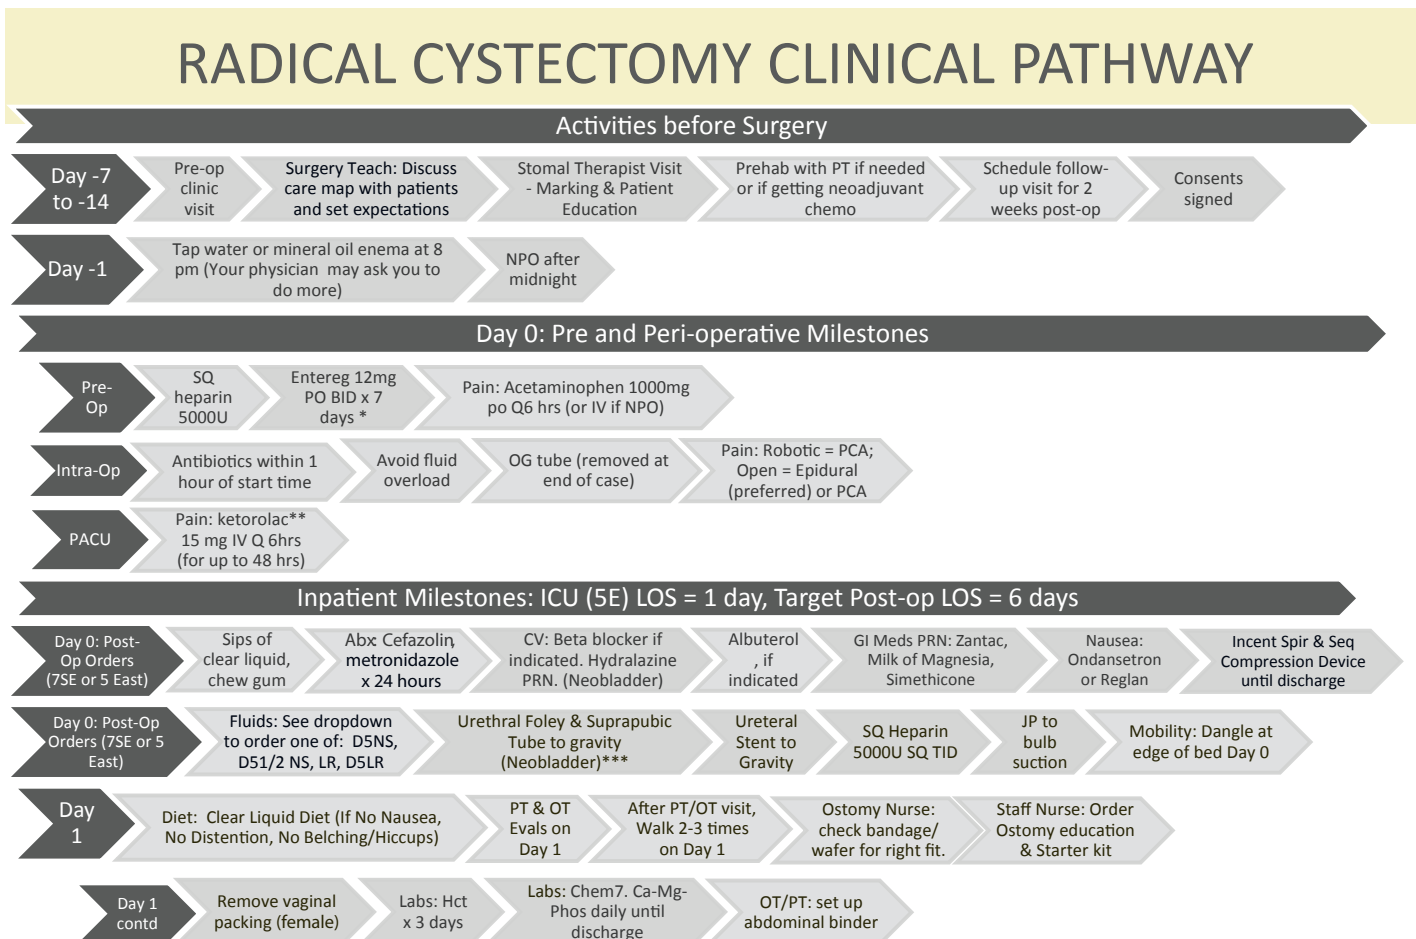 RADICAL CYSTECTOMY CLINICAL PATHWAY
Activities before Surgery
Day -7
to -14
Pre-op
clinic
visit
Surgery Teach: Discuss
care map with patients
and set expectations
Stomal Therapist Visit
- Marking & Patient
Education
Prehab with PT if needed
or if getting neoadjuvant
chemo
Schedule follow-
up visit for 2
weeks post-op
Consents
signed
Day -1
Tap water or mineral oil enema at 8
pm (Your physician may ask you to
do more)
NPO after
midnight
Day 0: Pre and Peri-operative Milestones
Pre-
Op
SQ
heparin
5000U
Entereg 12mg
PO BID x 7
days *
Pain: Acetaminophen 1000mg
po Q6 hrs (or IV if NPO)
Intra-Op
Antibiotics within 1
hour of start time
Avoid fluid
overload
OG tube (removed at
end of case)
Pain: Robotic = PCA;
Open = Epidural
(preferred) or PCA
PACU
Pain: ketorolac**
15 mg IV Q 6hrs
(for up to 48 hrs)
Inpatient Milestones: ICU (5E) LOS = 1 day, Target Post-op LOS = 6 days
Day 0: Post-
Op Orders
(7SE or 5 East)
Sips of
clear liquid,
chew gum
Abx: Cefazolin,
metronidazole
x 24 hours
CV: Beta blocker if
indicated. Hydralazine
PRN. (Neobladder)
Albuterol
, if
indicated
GI Meds PRN: Zantac,
Milk of Magnesia,
Simethicone
Nausea:
Ondansetron
or Reglan
Incent Spir & Seq
Compression Device
until discharge
Day 0: Post-Op
Orders (7SE or 5
East)
Fluids: See dropdown
to order one of: D5NS,
D51/2 NS, LR, D5LR
Urethral Foley & Suprapubic
Tube to gravity
(Neobladder)***
Ureteral
Stent to
Gravity
SQ Heparin
5000U SQ TID
JP to
bulb
suction
Mobility: Dangle at
edge of bed Day 0
Day
1
Diet: Clear Liquid Diet (If No Nausea,
No Distention, No Belching/Hiccups)
PT & OT
Evals on
Day 1
After PT/OT visit,
Walk 2-3 times
on Day 1
Ostomy Nurse:
check bandage/
wafer for right fit.
Staff Nurse: Order
Ostomy education
& Starter kit
Day 1
contd
Remove vaginal
packing (female)
Labs: Hct
x 3 days
Labs: Chem7. Ca-Mg-
Phos daily until
discharge
OT/PT: set up
abdominal binder